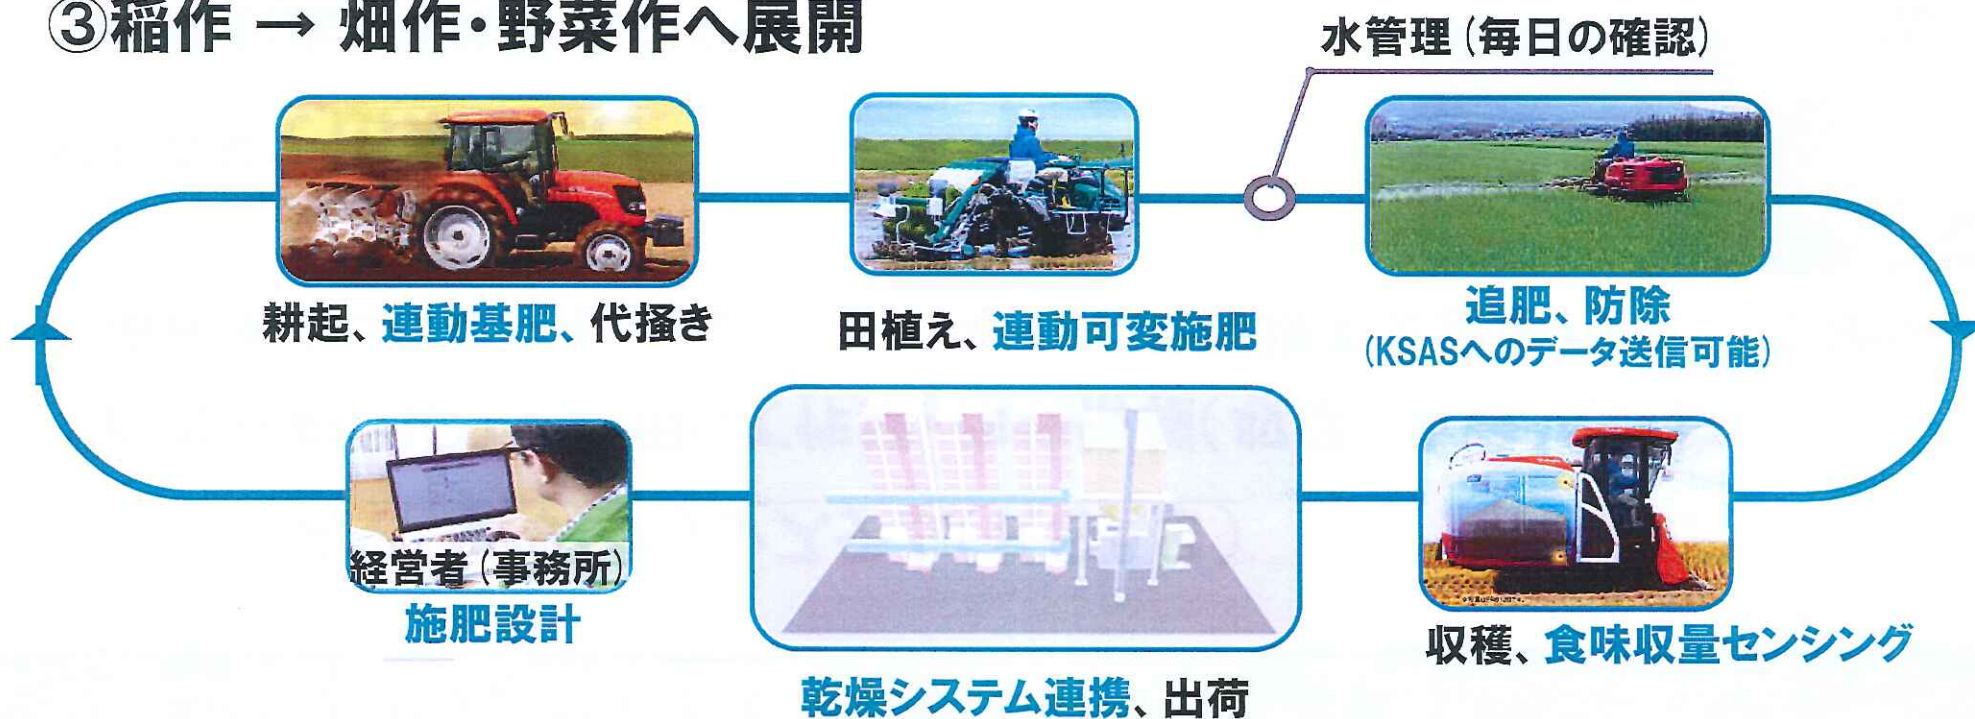 ③稲作 → 畑作・野菜作へ展開
水管理（毎日の確認）
耕起、連動基肥、代掻き
田植え、連動可変施肥
追肥、防除
（KSASへのデータ送信可能）
経営者（事務所）
施肥設計
乾燥システム連携、出荷
収穫、食味収量センシング